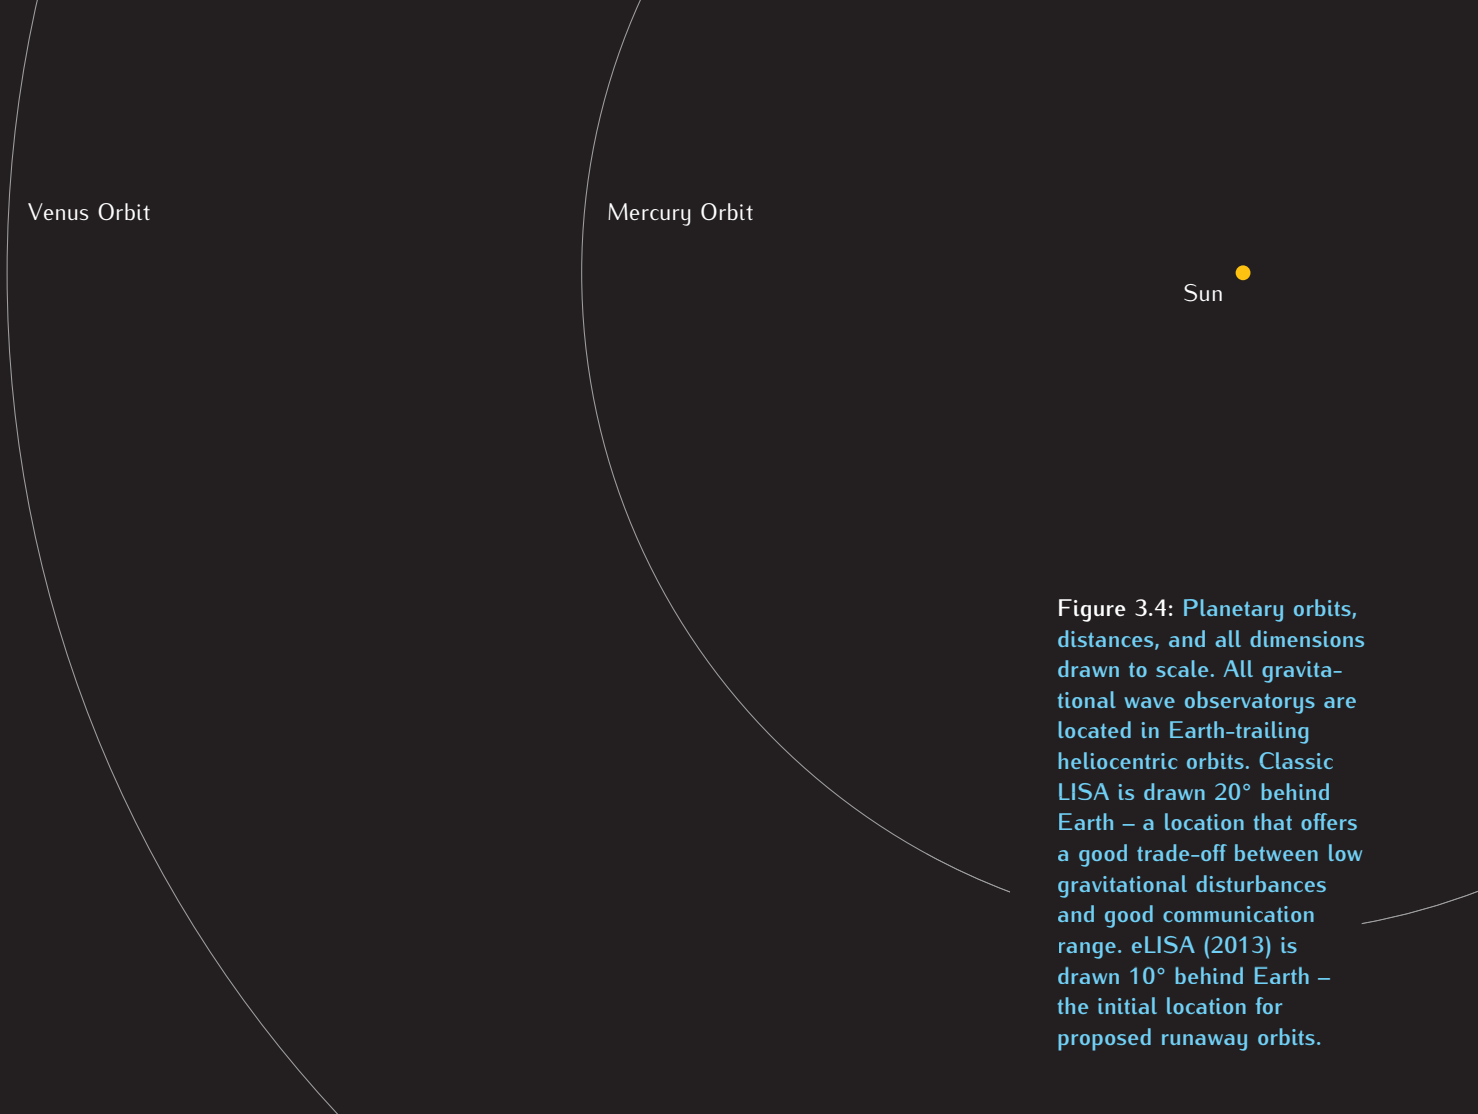 Venus Orbit
Mercury Orbit
Sun
Figure 3.4: Planetary orbits,
distances, and all dimensions
drawn to scale. All gravita-
tional wave observatorys are
located in Earth-trailing
heliocentric orbits. Classic
LISA is drawn 20° behind
Earth – a location that offers
a good trade-off between low
gravitational disturbances
and good communication
range. eLISA (2013) is
drawn 10° behind Earth –
the initial location for
proposed runaway orbits.